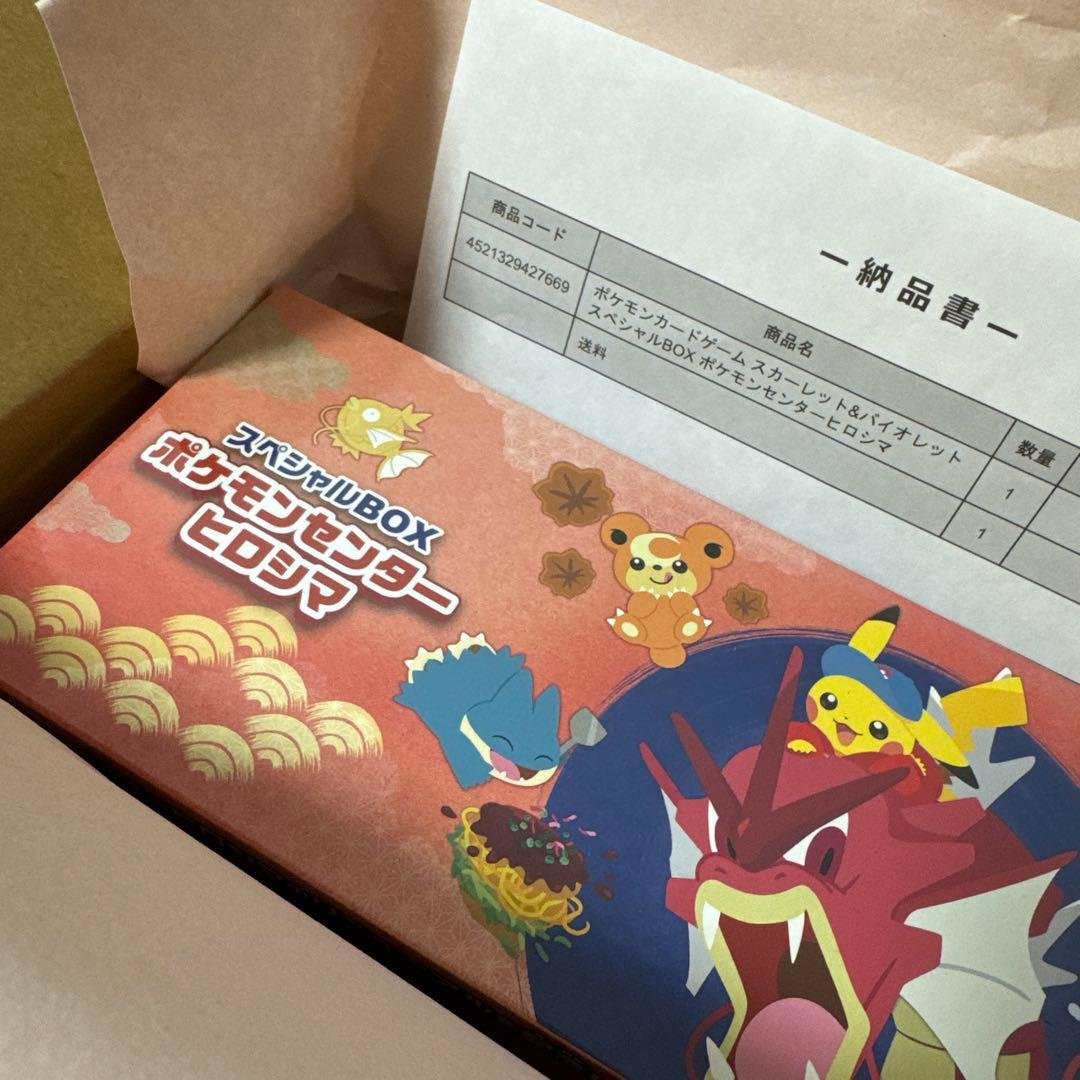 ー納品書ー
商品コード
商品名
数量
4521329427669
ポケモンカードゲーム スカーレット&バイオレット
スペシャルBOX ポケモンセンターヒロシマ
1
送料
1
スペシャルBOX
ポケモンセンター
ヒロシマ